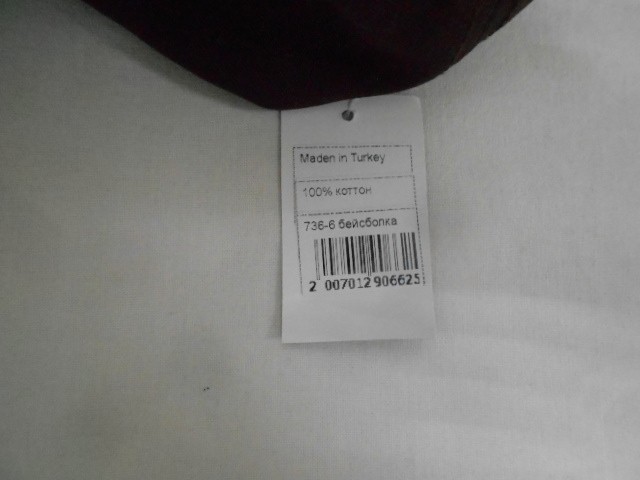 Maden in Turkey
100% коттон
736-6 бейсболка
2 007012 906625